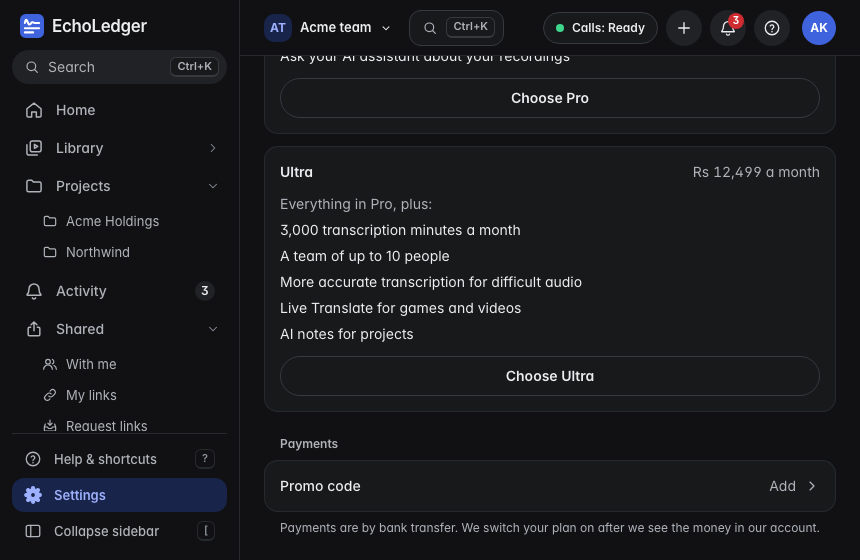 EchoLedger
Search Ctrl+K
Home
Library
Projects
Acme Holdings
Northwind
Activity 3
Shared
With me
My links
Request links
Help & shortcuts ?
Settings
Collapse sidebar [
AT Acme team Ctrl+K Calls: Ready 3 AK
Ask your AI assistant about your recordings
Choose Pro
Ultra Rs 12,499 a month
Everything in Pro, plus:
3,000 transcription minutes a month
A team of up to 10 people
More accurate transcription for difficult audio
Live Translate for games and videos
AI notes for projects
Choose Ultra
Payments
Promo code Add
Payments are by bank transfer. We switch your plan on after we see the money in our account.